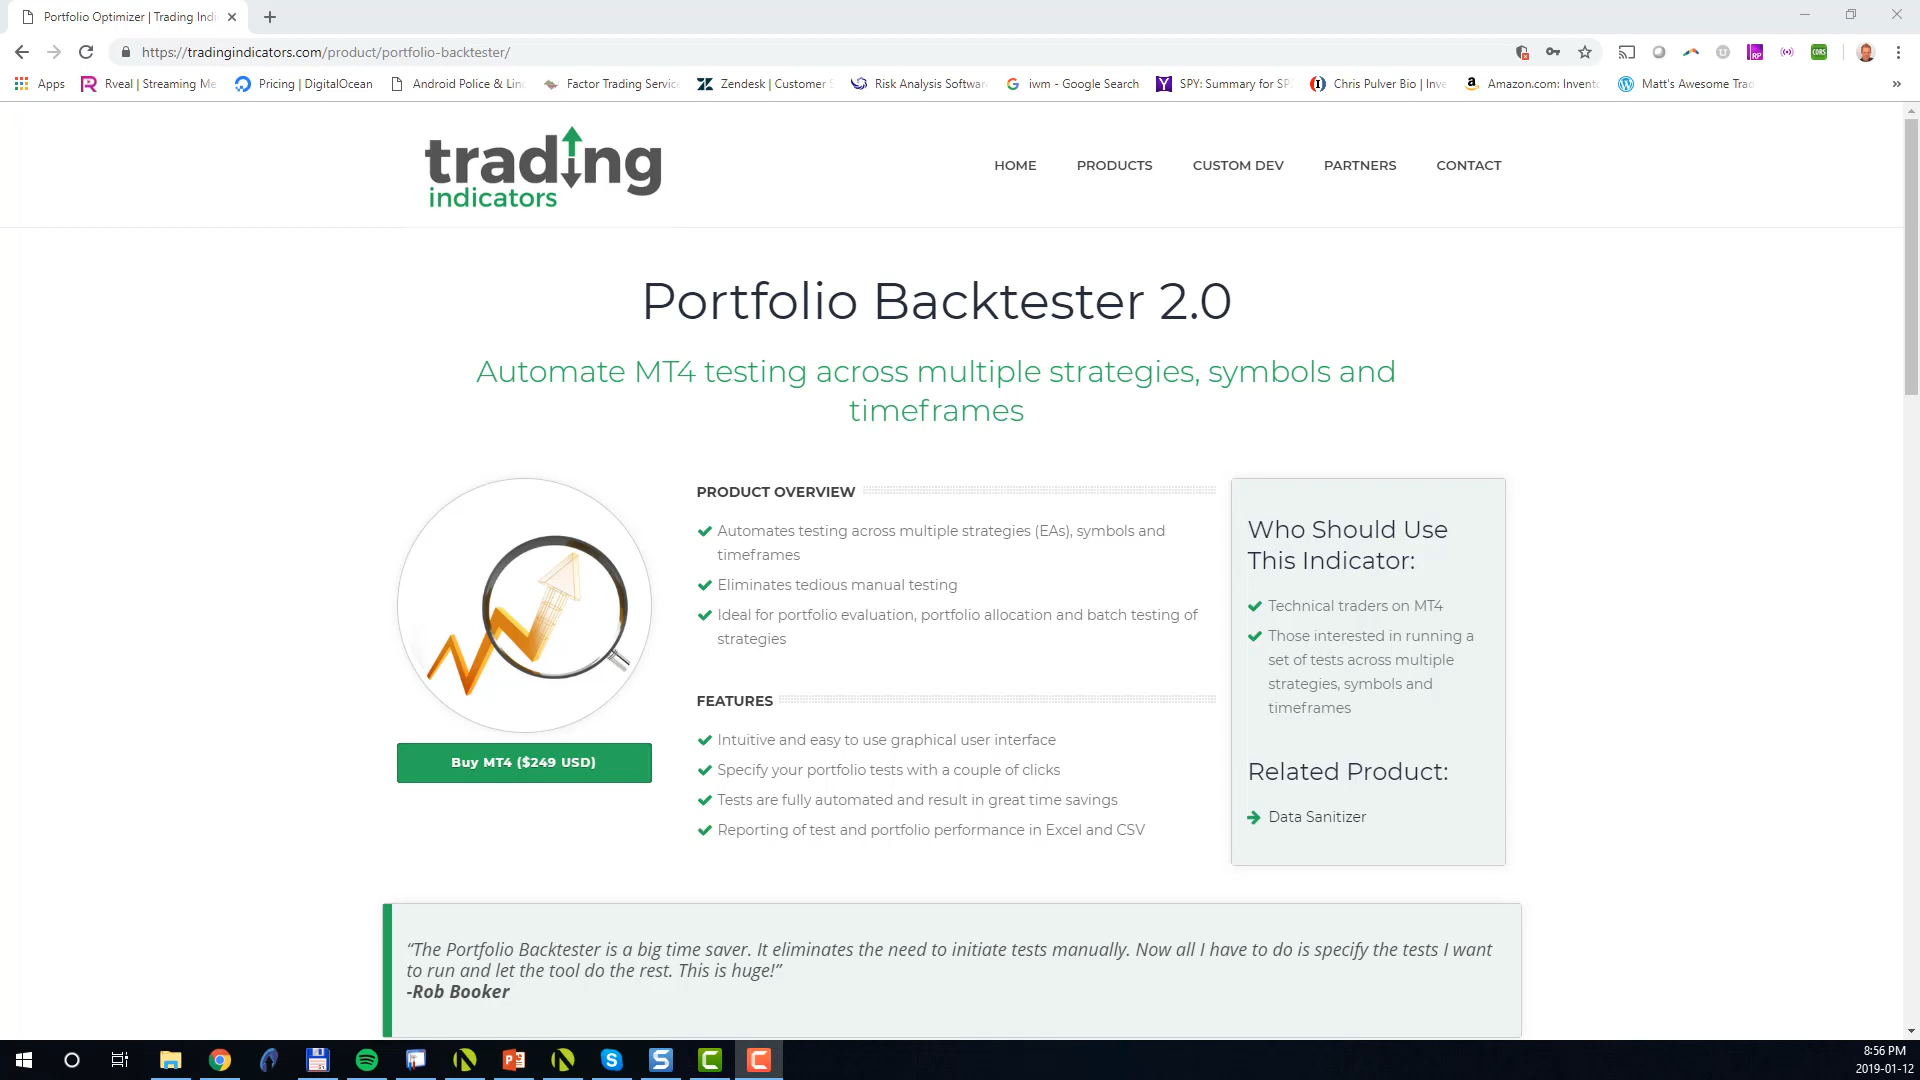 Portfolio Optimizer | Trading Indi
https://tradingindicators.com/product/portfolio-backtester/
Apps
Rveal | Streaming Me
Pricing | DigitalOcean
Android Police & Lin
Factor Trading Service
Zendesk | Customer S
Risk Analysis Software
iwm - Google Search
SPY: Summary for SP
Chris Pulver Bio | Inve
Amazon.com: Invento
Matt's Awesome Trad
»
trading
indicators
HOME
PRODUCTS
CUSTOM DEV
PARTNERS
CONTACT
Portfolio Backtester 2.0
Automate MT4 testing across multiple strategies, symbols and
timeframes
Buy MT4 ($249 USD)
PRODUCT OVERVIEW
Automates testing across multiple strategies (EAs), symbols and
timeframes
Eliminates tedious manual testing
Ideal for portfolio evaluation, portfolio allocation and batch testing of
strategies
FEATURES
Intuitive and easy to use graphical user interface
Specify your portfolio tests with a couple of clicks
Tests are fully automated and result in great time savings
Reporting of test and portfolio performance in Excel and CSV
Who Should Use
This Indicator:
Technical traders on MT4
Those interested in running a
set of tests across multiple
strategies, symbols and
timeframes
Related Product:
Data Sanitizer
“The Portfolio Backtester is a big time saver. It eliminates the need to initiate tests manually. Now all I have to do is specify the tests I want
to run and let the tool do the rest. This is huge!”
-Rob Booker
8:56 PM
2019-01-12